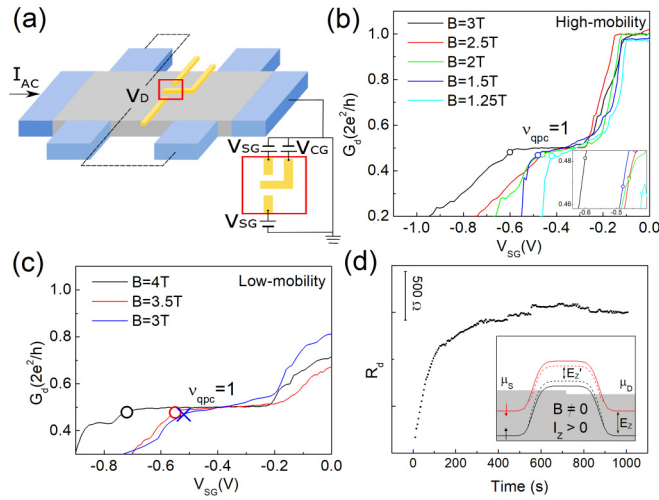 (a)
I_AC
V_D
V_SG
V_CG
V_SG
(b)
High-mobility
B=3T
B=2.5T
B=2T
B=1.5T
B=1.25T
ν_qpc=1
G_d(2e²/h)
1.0
0.8
0.6
0.4
0.2
0.48
0.46
-0.6
-0.5
-1.0
-0.8
-0.6
-0.4
-0.2
0.0
V_SG(V)
(c)
Low-mobility
B=4T
B=3.5T
B=3T
ν_qpc=1
G_d(2e²/h)
1.0
0.8
0.6
0.4
-0.8
-0.6
-0.4
-0.2
0.0
V_SG(V)
(d)
500 Ω
R_d
E_Z'
μ_S
μ_D
B = 0
I_Z > 0
E_Z
0
200
400
600
800
1000
Time (s)